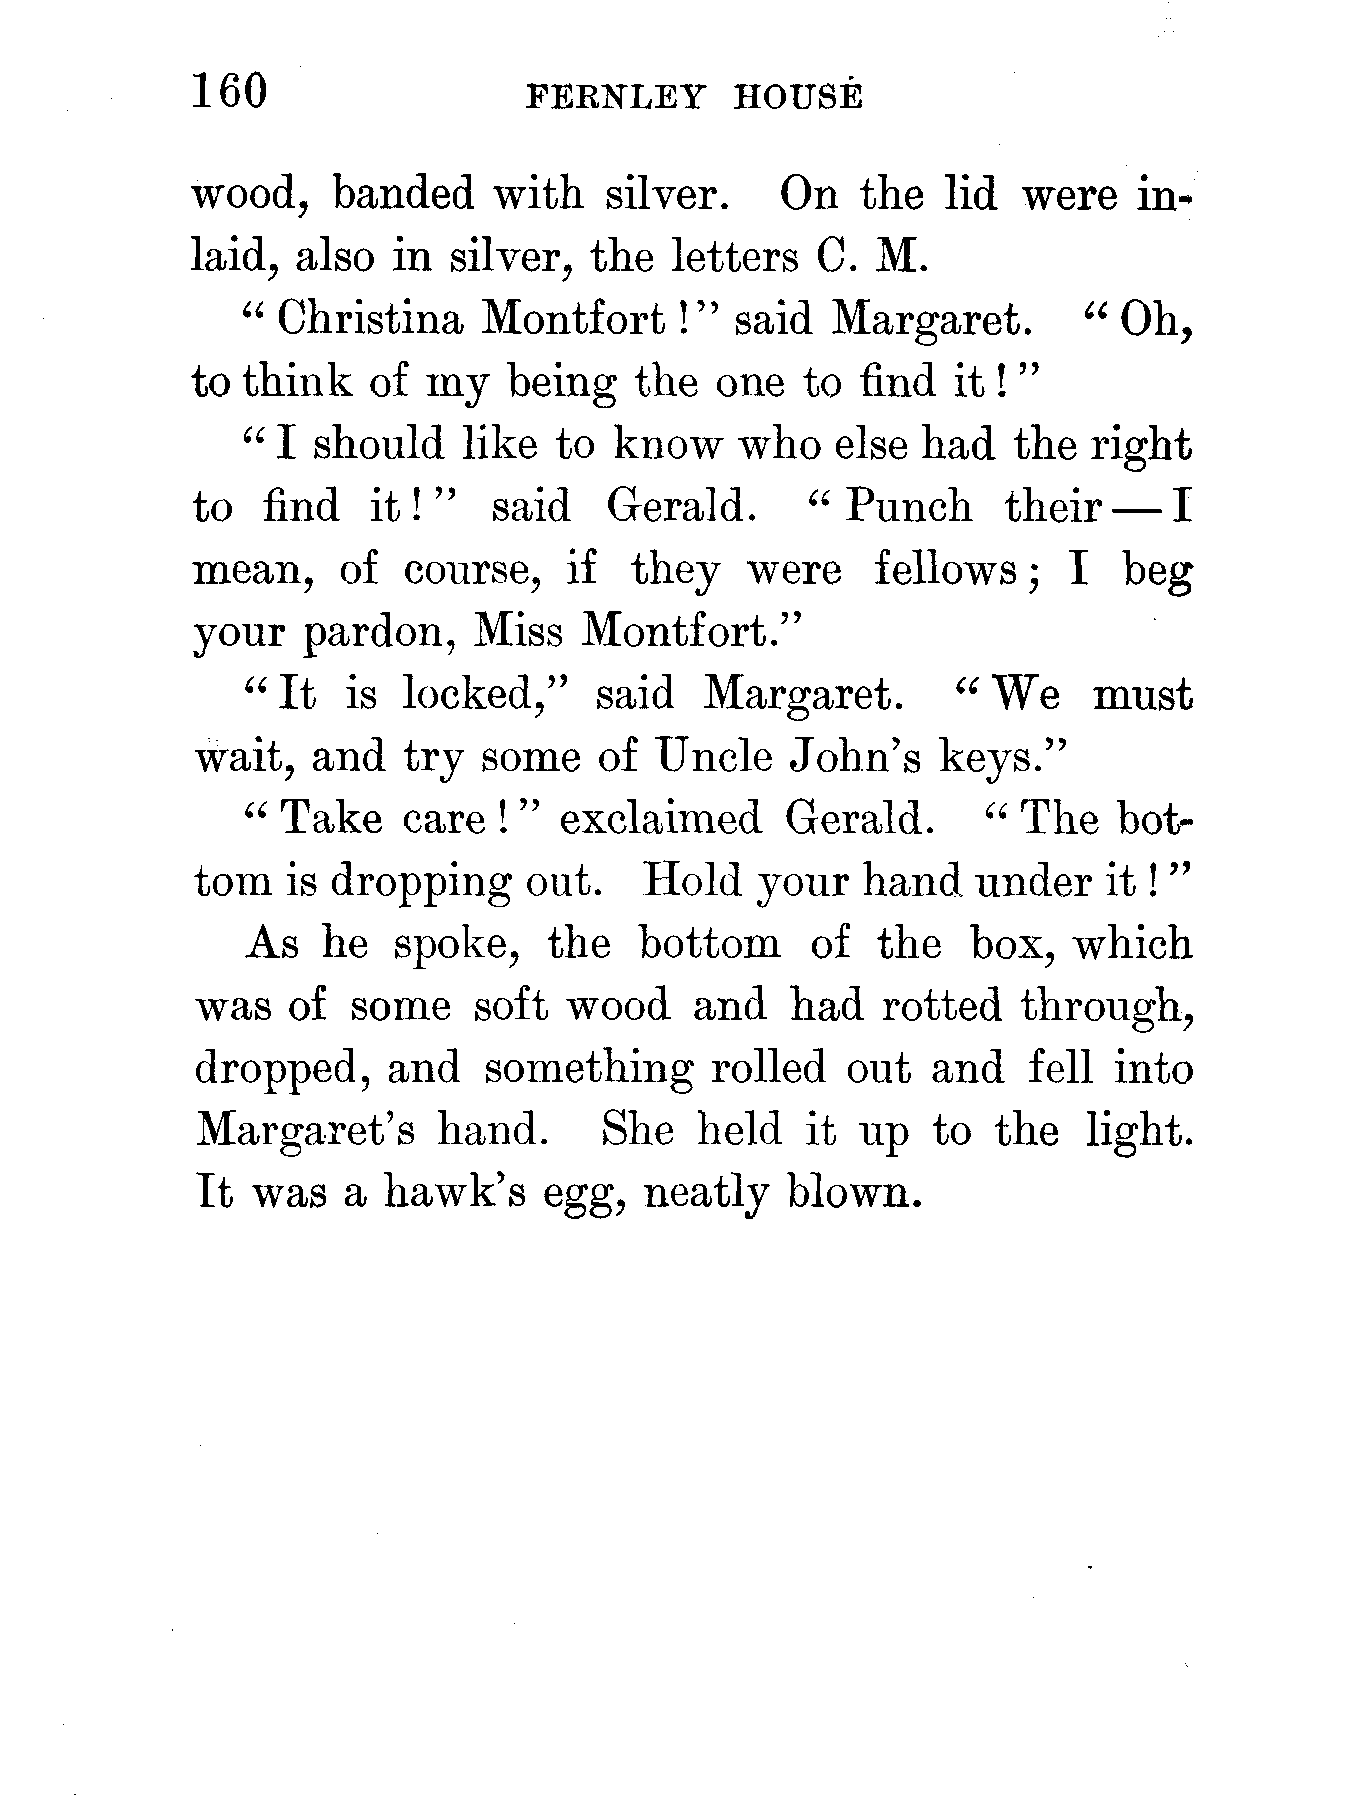 160 FERNLEY HOUSE
wood, banded with silver. On the lid were in-
laid, also in silver, the letters C. M.
“Christina Montfort!” said Margaret. “Oh,
to think of my being the one to find it!”
“I should like to know who else had the right
to find it!” said Gerald. “Punch their—I
mean, of course, if they were fellows; I beg
your pardon, Miss Montfort.”
“It is locked,” said Margaret. “We must
wait, and try some of Uncle John’s keys.”
“Take care!” exclaimed Gerald. “The bot-
tom is dropping out. Hold your hand under it!”
As he spoke, the bottom of the box, which
was of some soft wood and had rotted through,
dropped, and something rolled out and fell into
Margaret’s hand. She held it up to the light.
It was a hawk’s egg, neatly blown.